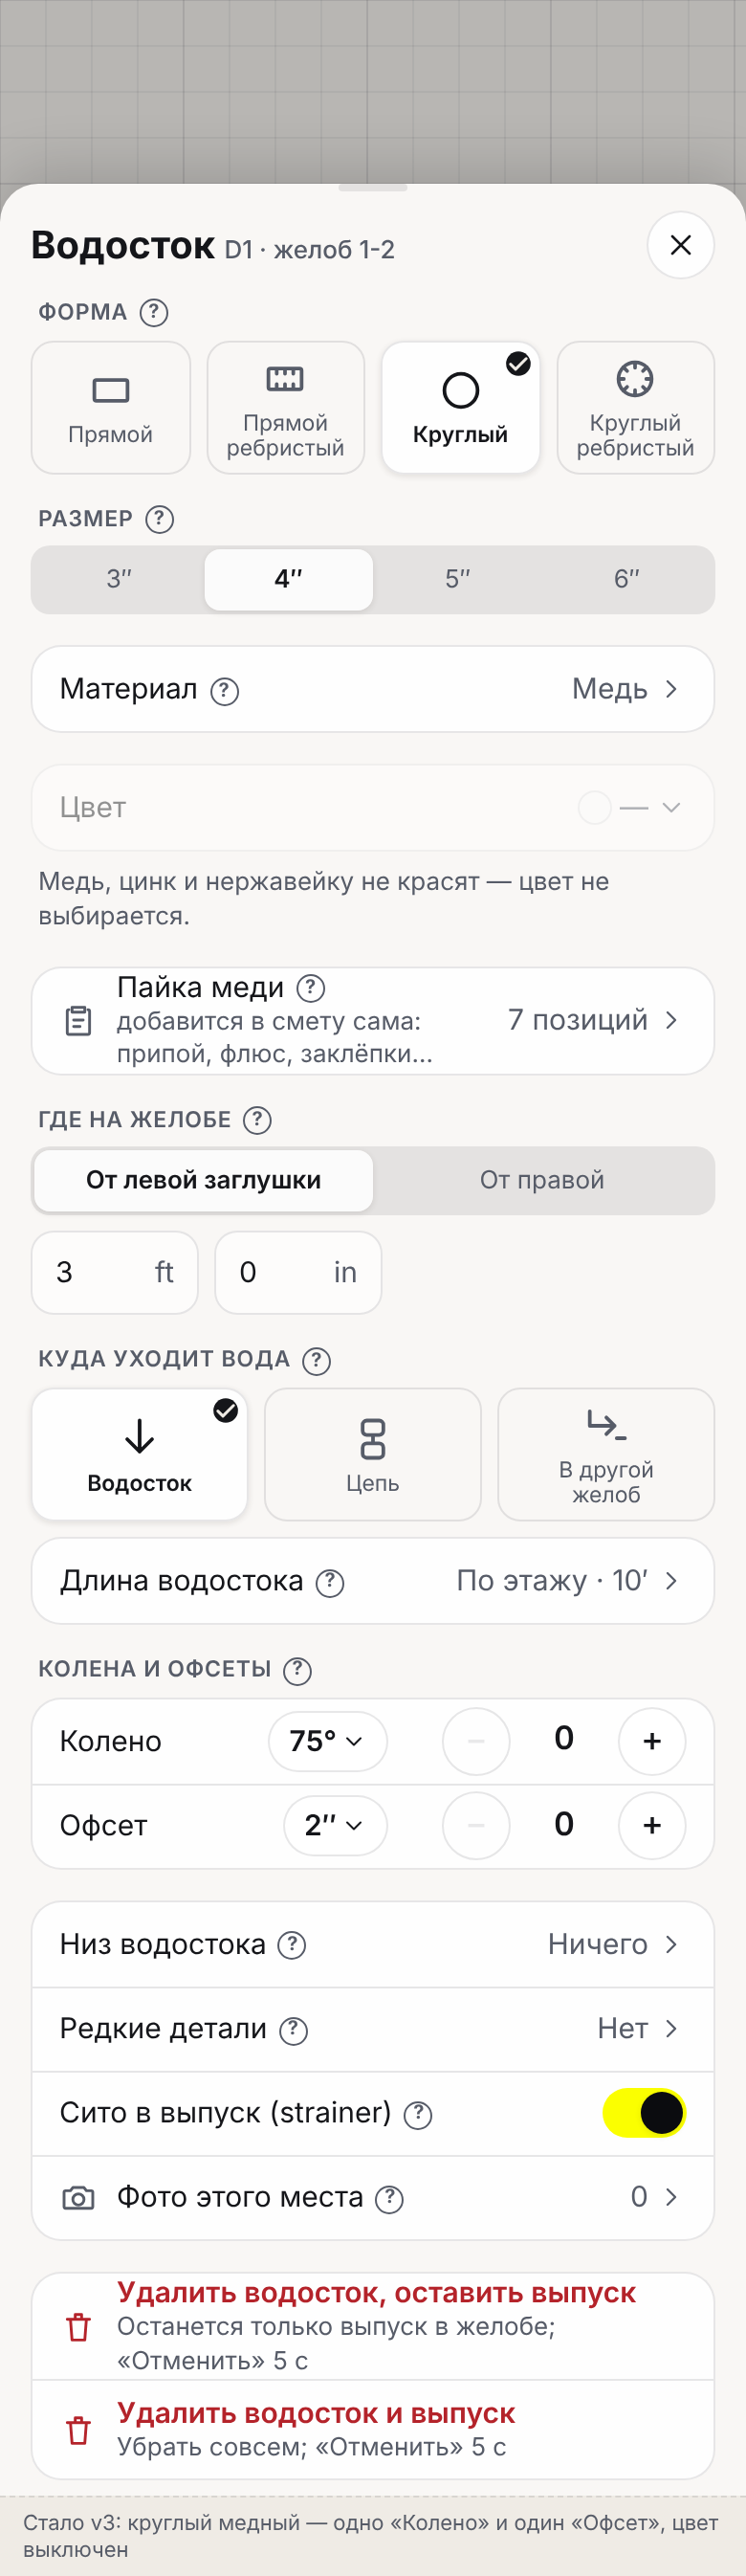 Водосток D1 · желоб 1-2
ФОРМА ?
Прямой
Прямой
ребристый
Круглый
Круглый
ребристый
РАЗМЕР ?
3″ 4″ 5″ 6″
Материал ? Медь
Цвет —
Медь, цинк и нержавейку не красят — цвет не
выбирается.
Пайка меди ?
добавится в смету сама:
припой, флюс, заклёпки...
7 позиций
ГДЕ НА ЖЕЛОБЕ ?
От левой заглушки От правой
3 ft 0 in
КУДА УХОДИТ ВОДА ?
Водосток
Цепь
В другой
желоб
Длина водостока ? По этажу · 10′
КОЛЕНА И ОФСЕТЫ ?
Колено 75° − 0 +
Офсет 2″ − 0 +
Низ водостока ? Ничего
Редкие детали ? Нет
Сито в выпуск (strainer) ?
Фото этого места ? 0
Удалить водосток, оставить выпуск
Останется только выпуск в желобе;
«Отменить» 5 с
Удалить водосток и выпуск
Убрать совсем; «Отменить» 5 с
Стало v3: круглый медный — одно «Колено» и один «Офсет», цвет
выключен